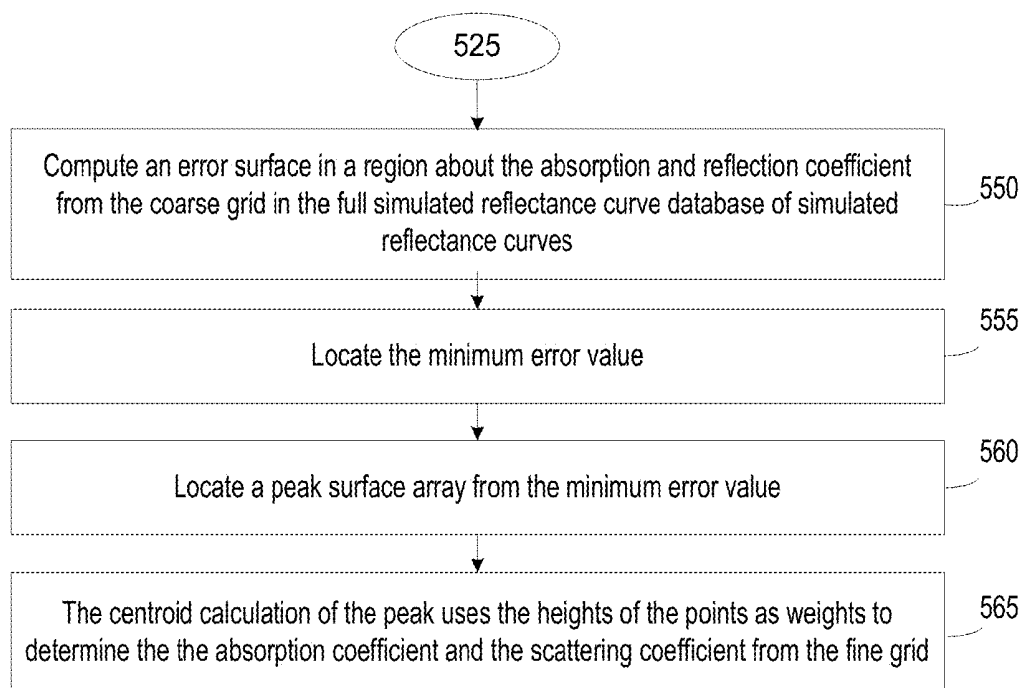 525
Compute an error surface in a region about the absorption and reflection coefficient
from the coarse grid in the full simulated reflectance curve database of simulated
reflectance curves
550
555
Locate the minimum error value
560
Locate a peak surface array from the minimum error value
The centroid calculation of the peak uses the heights of the points as weights to
determine the the absorption coefficient and the scattering coefficient from the fine grid
565